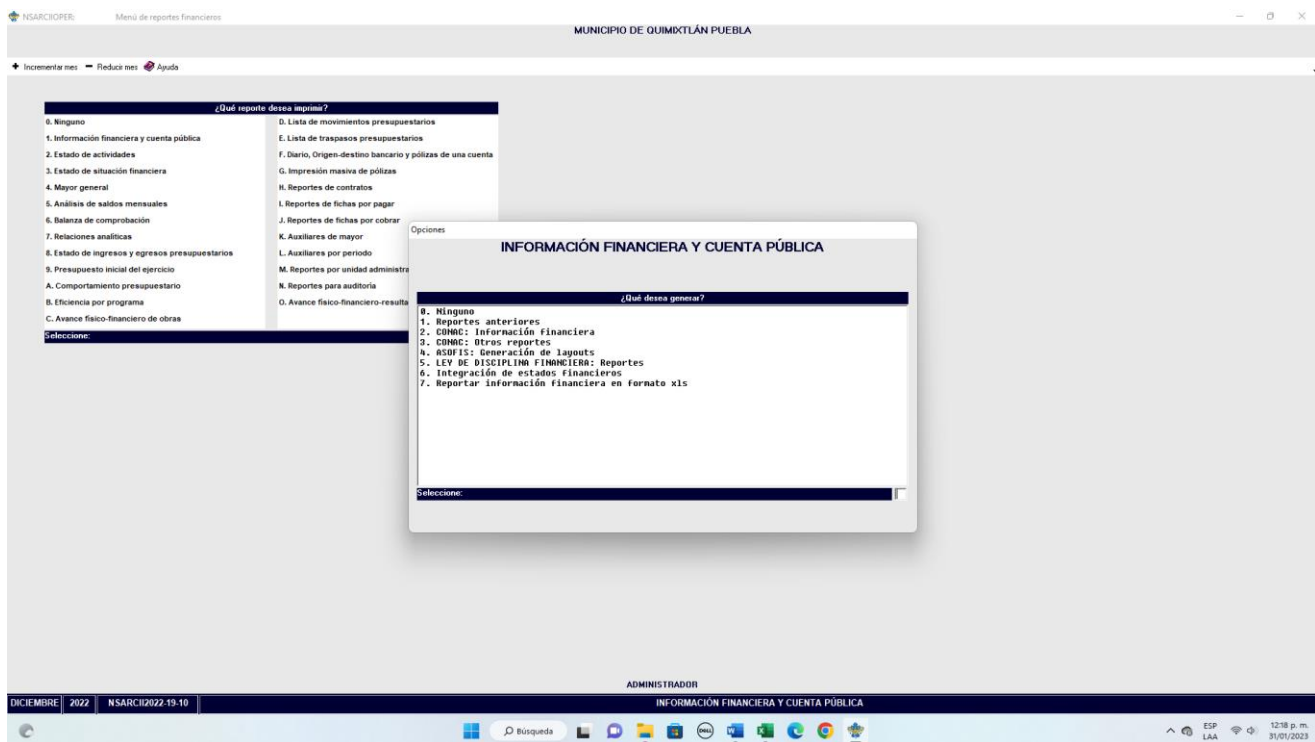 NSARCIIOPER: Menú de reportes financieros
MUNICIPIO DE QUIMIXTLÁN PUEBLA
Incrementar mes Reducir mes Ayuda
¿Qué reporte desea imprimir?
0. Ninguno
1. Información financiera y cuenta pública
2. Estado de actividades
3. Estado de situación financiera
4. Mayor general
5. Análisis de saldos mensuales
6. Balanza de comprobación
7. Relaciones analíticas
8. Estado de ingresos y egresos presupuestarios
9. Presupuesto inicial del ejercicio
A. Comportamiento presupuestario
B. Eficiencia por programa
C. Avance físico-financiero de obras
D. Lista de movimientos presupuestarios
E. Lista de traspasos presupuestarios
F. Diario, Origen-destino bancario y pólizas de una cuenta
G. Impresión masiva de pólizas
H. Reportes de contratos
I. Reportes de fichas por pagar
J. Reportes de fichas por cobrar
K. Auxiliares de mayor
L. Auxiliares por periodo
M. Reportes por unidad administra
N. Reportes para auditoría
O. Avance físico-financiero-resulta
Seleccione:
Opciones
INFORMACIÓN FINANCIERA Y CUENTA PÚBLICA
¿Qué desea generar?
0. Ninguno
1. Reportes anteriores
2. CONAC: Información financiera
3. CONAC: Otros reportes
4. ASOFIS: Generación de layouts
5. LEY DE DISCIPLINA FINANCIERA: Reportes
6. Integración de estados financieros
7. Reportar información financiera en formato xls
Seleccione:
ADMINISTRADOR
DICIEMBRE 2022 NSARCII2022-19-10 INFORMACIÓN FINANCIERA Y CUENTA PÚBLICA
Búsqueda
DELL
ESP
LAA
12:18 p. m.
31/01/2023